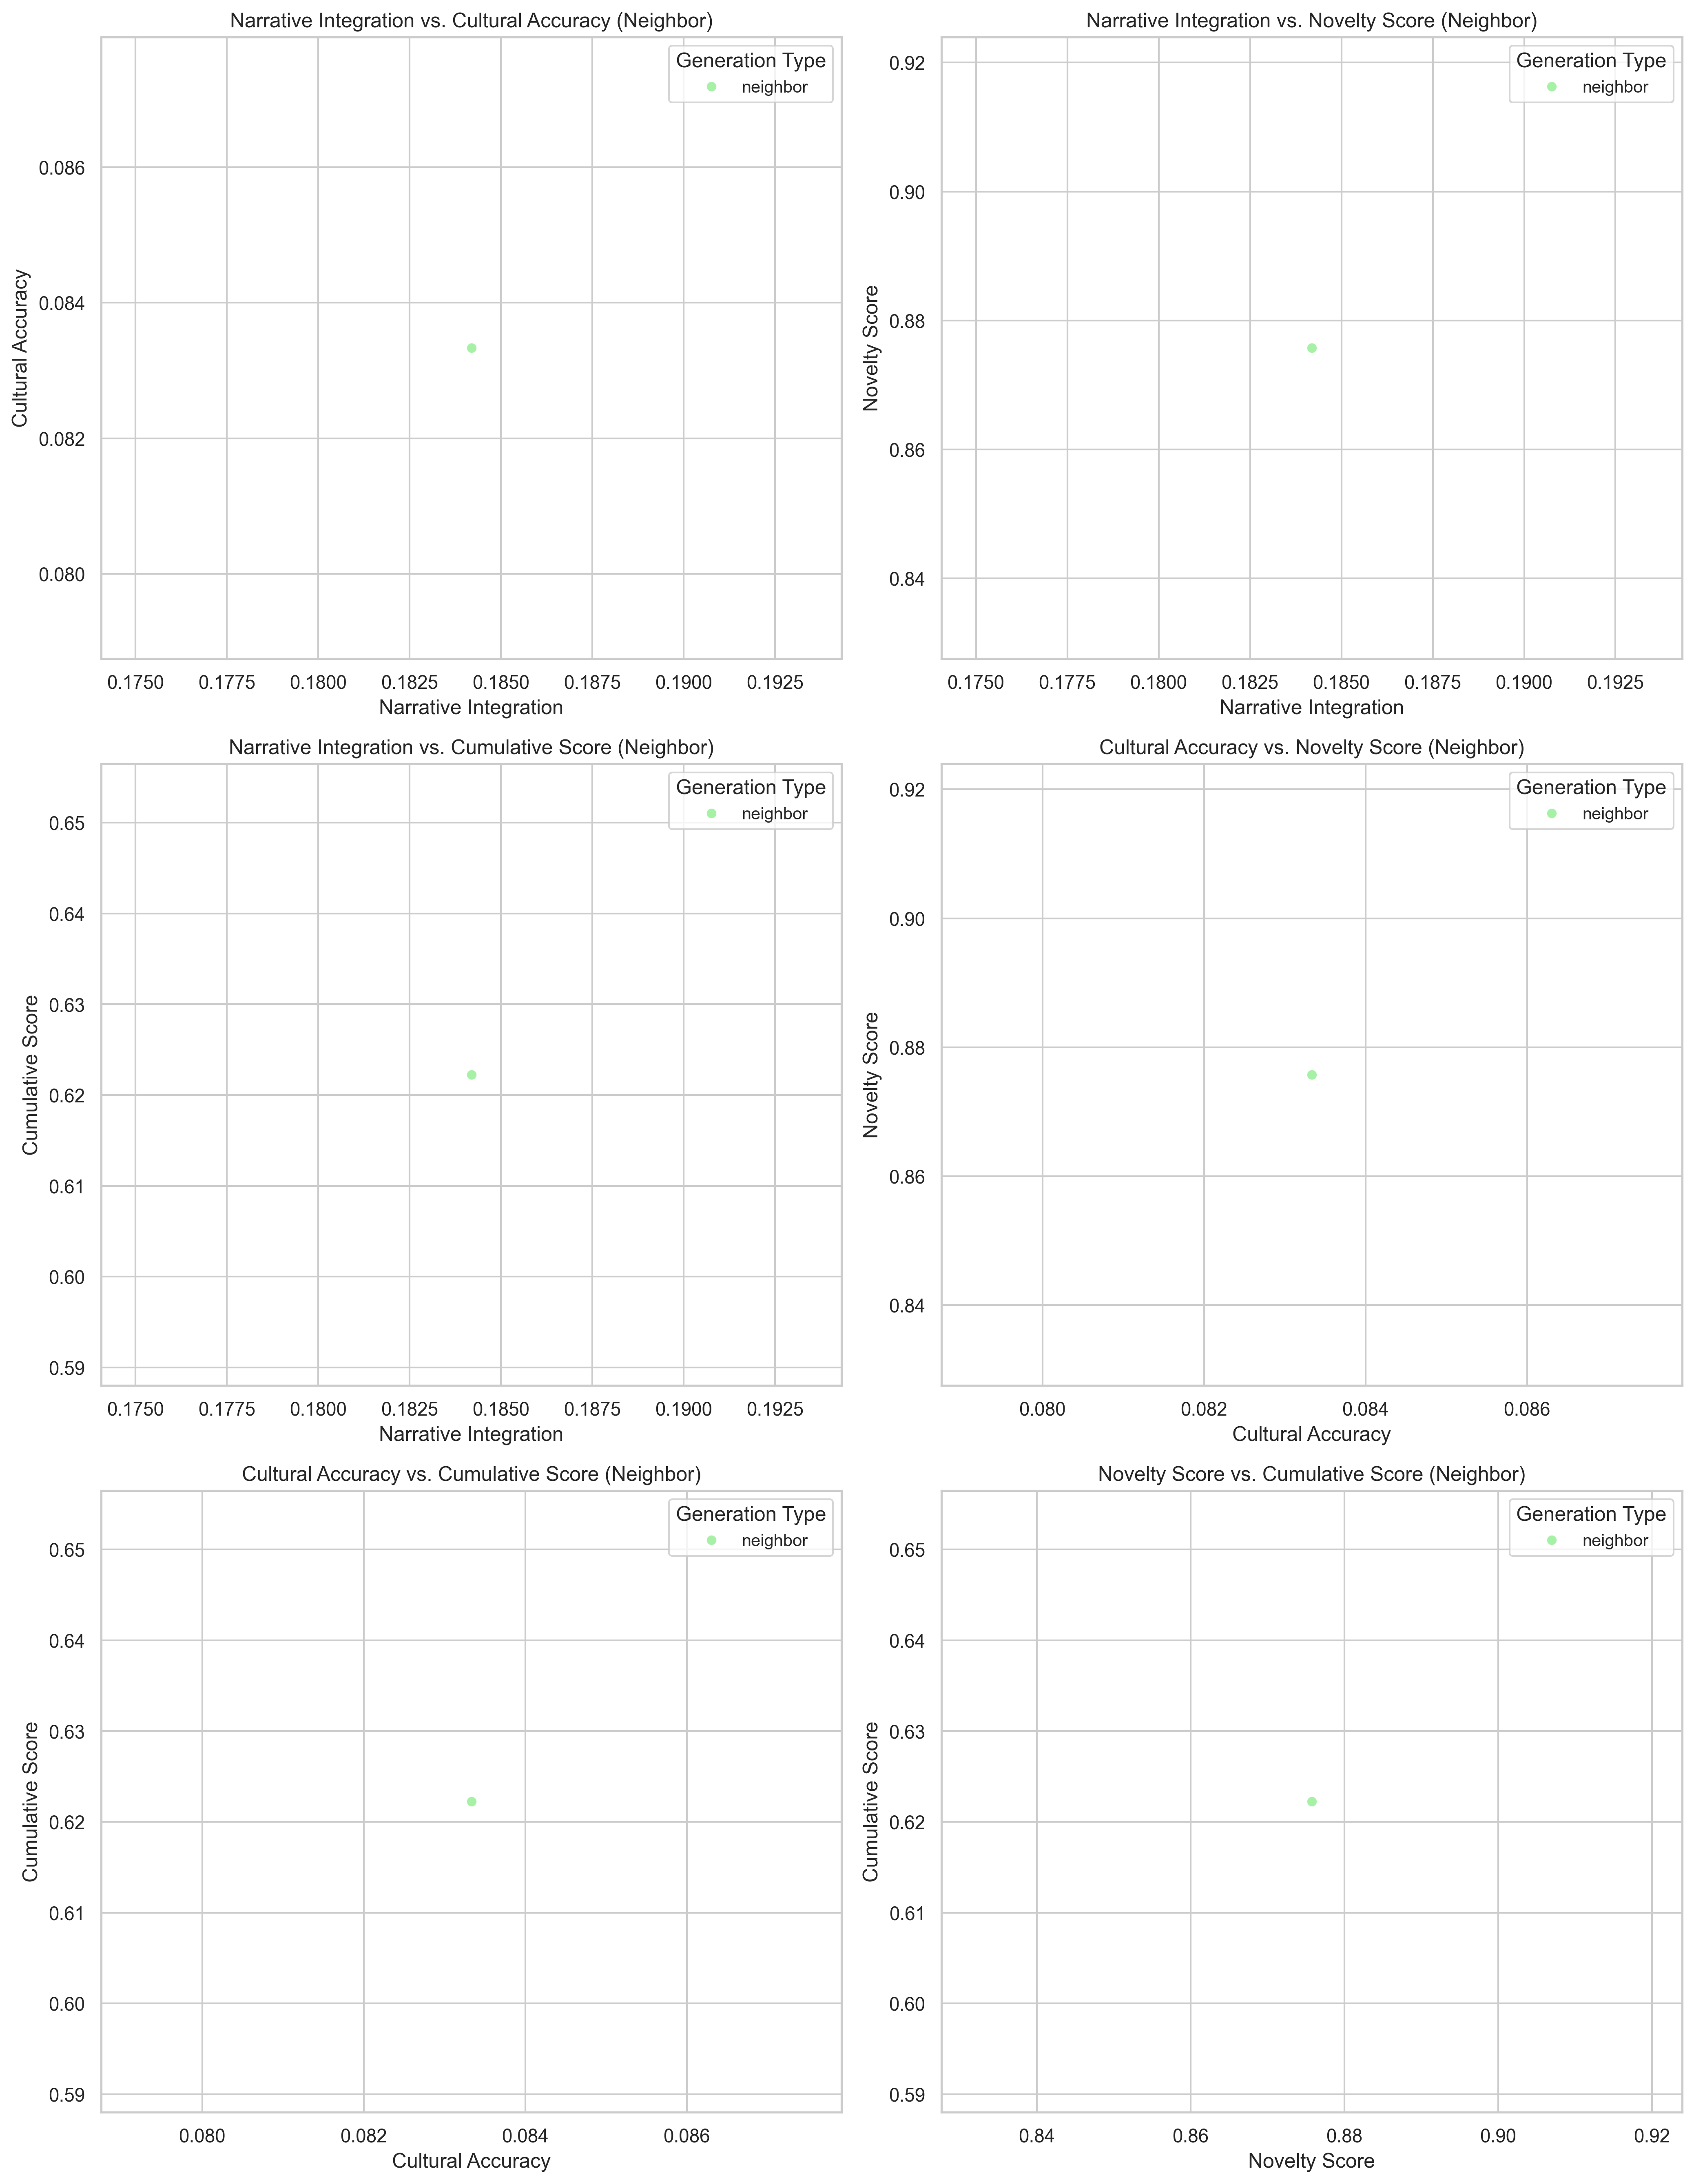 Narrative Integration vs. Cultural Accuracy (Neighbor)
Generation Type
neighbor
0.086
0.084
0.082
0.080
Cultural Accuracy
0.1750 0.1775 0.1800 0.1825 0.1850 0.1875 0.1900 0.1925
Narrative Integration
Narrative Integration vs. Novelty Score (Neighbor)
Generation Type
neighbor
0.92
0.90
0.88
0.86
0.84
Novelty Score
0.1750 0.1775 0.1800 0.1825 0.1850 0.1875 0.1900 0.1925
Narrative Integration
Narrative Integration vs. Cumulative Score (Neighbor)
Generation Type
neighbor
0.65
0.64
0.63
0.62
0.61
0.60
0.59
Cumulative Score
0.1750 0.1775 0.1800 0.1825 0.1850 0.1875 0.1900 0.1925
Narrative Integration
Cultural Accuracy vs. Novelty Score (Neighbor)
Generation Type
neighbor
0.92
0.90
0.88
0.86
0.84
Novelty Score
0.080 0.082 0.084 0.086
Cultural Accuracy
Cultural Accuracy vs. Cumulative Score (Neighbor)
Generation Type
neighbor
0.65
0.64
0.63
0.62
0.61
0.60
0.59
Cumulative Score
0.080 0.082 0.084 0.086
Cultural Accuracy
Novelty Score vs. Cumulative Score (Neighbor)
Generation Type
neighbor
0.65
0.64
0.63
0.62
0.61
0.60
0.59
Cumulative Score
0.84 0.86 0.88 0.90 0.92
Novelty Score